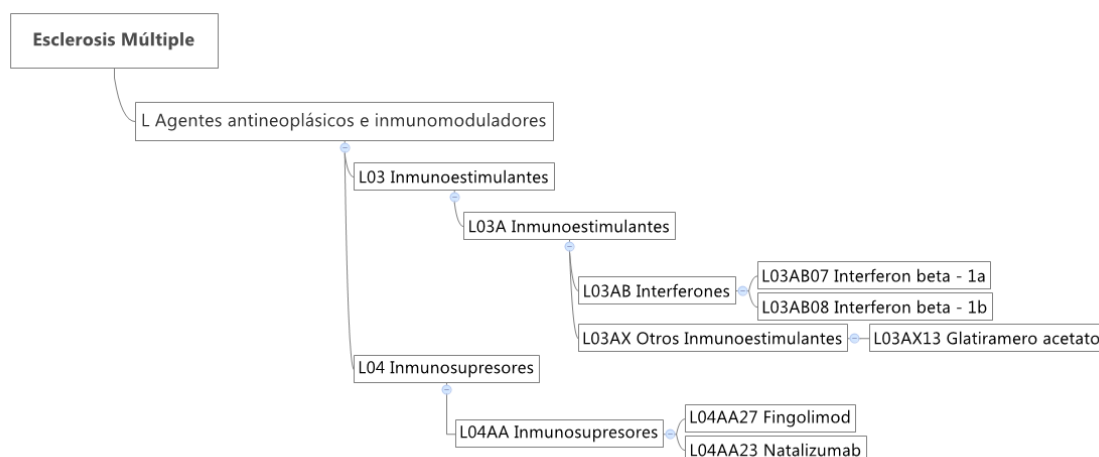 Esclerosis Múltiple
L Agentes antineoplásicos e inmunomoduladores
L03 Inmunoestimulantes
L03A Inmunoestimulantes
L03AB Interferones
L03AB07 Interferon beta - 1a
L03AB08 Interferon beta - 1b
L03AX Otros Inmunoestimulantes
L03AX13 Glatiramero acetato
L04 Inmunosupresores
L04AA Inmunosupresores
L04AA27 Fingolimod
L04AA23 Natalizumab